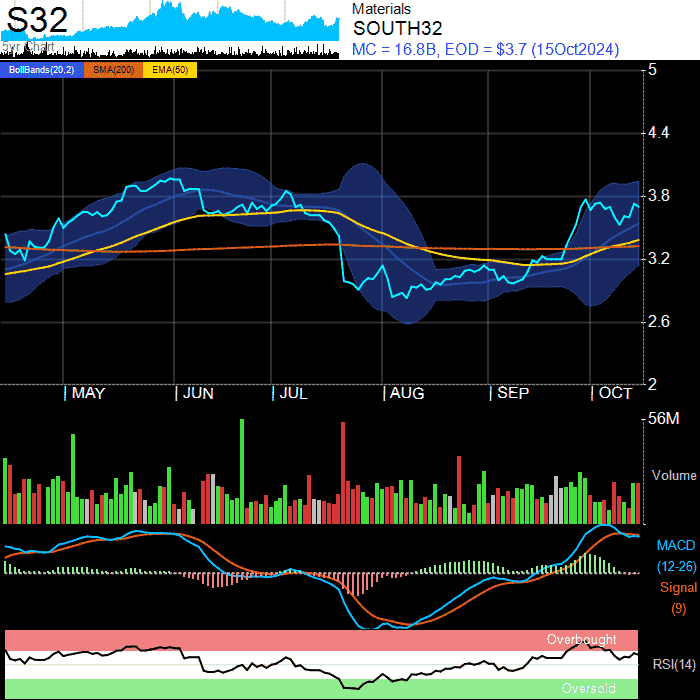 S32
5yr Chart
Materials
SOUTH32
MC = 16.8B, EOD = $3.7 (15Oct2024)
BollBands(20,2) SMA(200) EMA(50)
5
4.4
3.8
3.2
2.6
2
MAY JUN JUL AUG SEP OCT
56M
Volume
MACD
(12-26)
Signal
(9)
Overbought
RSI(14)
Oversold